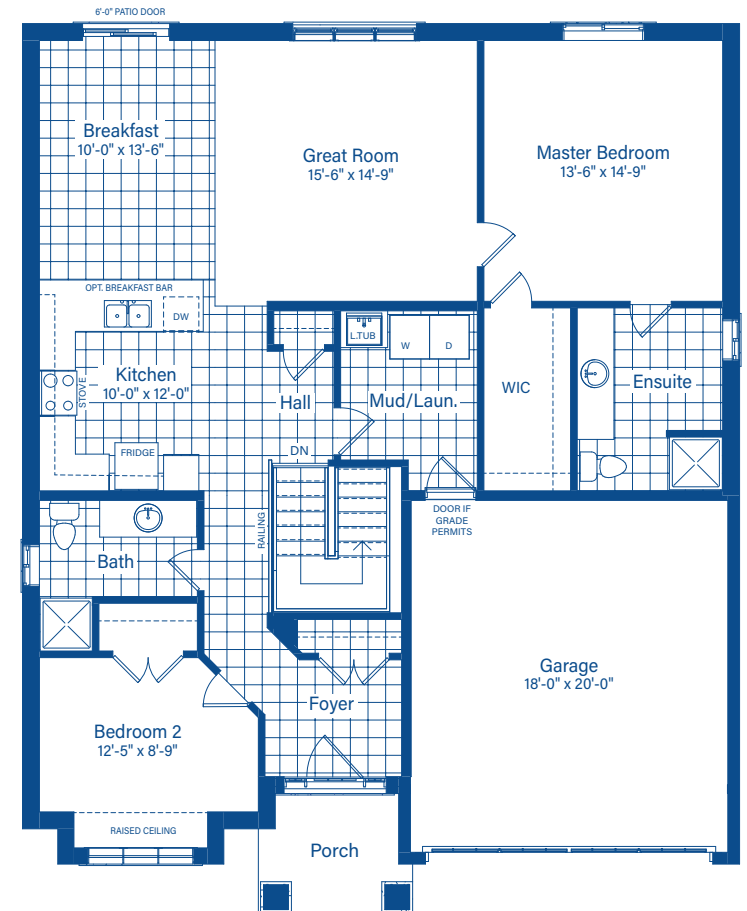 6'-0" PATIO DOOR
Breakfast
10'-0" x 13'-6"
Great Room
15'-6" x 14'-9"
Master Bedroom
13'-6" x 14'-9"
OPT. BREAKFAST BAR
DW
Kitchen
10'-0" x 12'-0"
STOVE
FRIDGE
Hall
DN
L.TUB
W
D
Mud/Laun.
WIC
Ensuite
DOOR IF
GRADE
PERMITS
RAILING
Bath
Bedroom 2
12'-5" x 8'-9"
RAISED CEILING
Foyer
Garage
18'-0" x 20'-0"
Porch